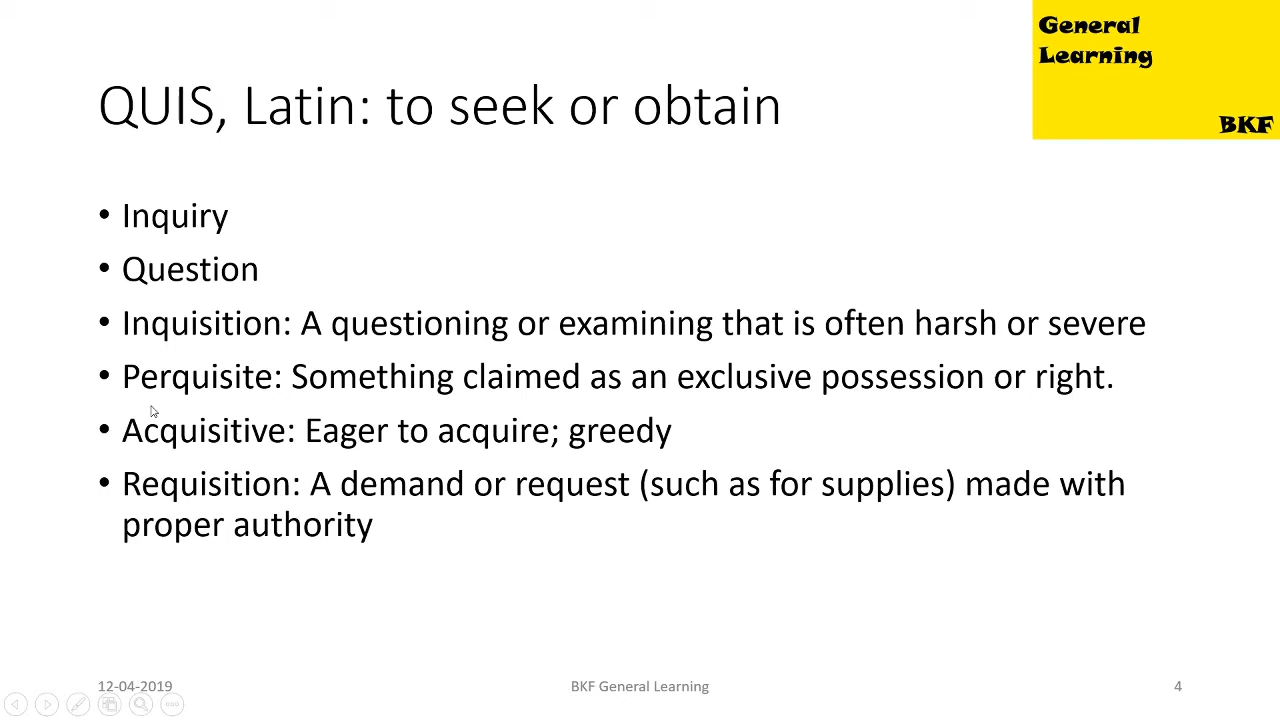 General
Learning
BKF
QUIS, Latin: to seek or obtain
• Inquiry
• Question
• Inquisition: A questioning or examining that is often harsh or severe
• Perquisite: Something claimed as an exclusive possession or right.
• Acquisitive: Eager to acquire; greedy
• Requisition: A demand or request (such as for supplies) made with
proper authority
12-04-2019
BKF General Learning
4